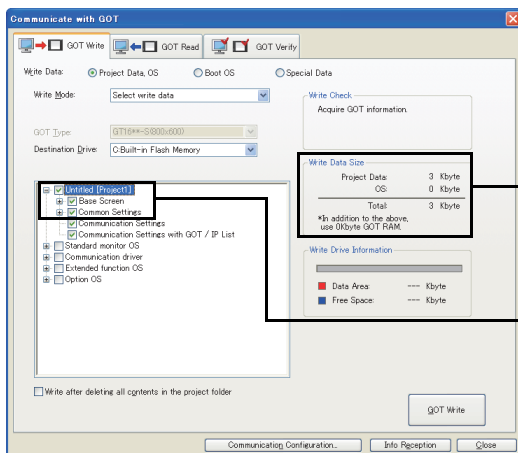 Communicate with GOT
GOT Write GOT Read GOT Verify
Write Data: Project Data, OS Boot OS Special Data
Write Mode: Select write data
Write Check
Acquire GOT information.
GOT Type: GT16**-S(800x600)
Destination Drive: C:Built-in Flash Memory
Write Data Size
Project Data: 3 Kbyte
OS: 0 Kbyte
Total: 3 Kbyte
*In addition to the above,
use 0Kbyte GOT RAM.
Untitled [Project1]
Base Screen
Common Settings
Communication Settings
Communication Settings with GOT / IP List
Standard monitor OS
Communication driver
Extended function OS
Option OS
Write Drive Information
Data Area: --- Kbyte
Free Space: --- Kbyte
Write after deleting all contents in the project folder
GOT Write
Communication Configuration... Info Reception Close